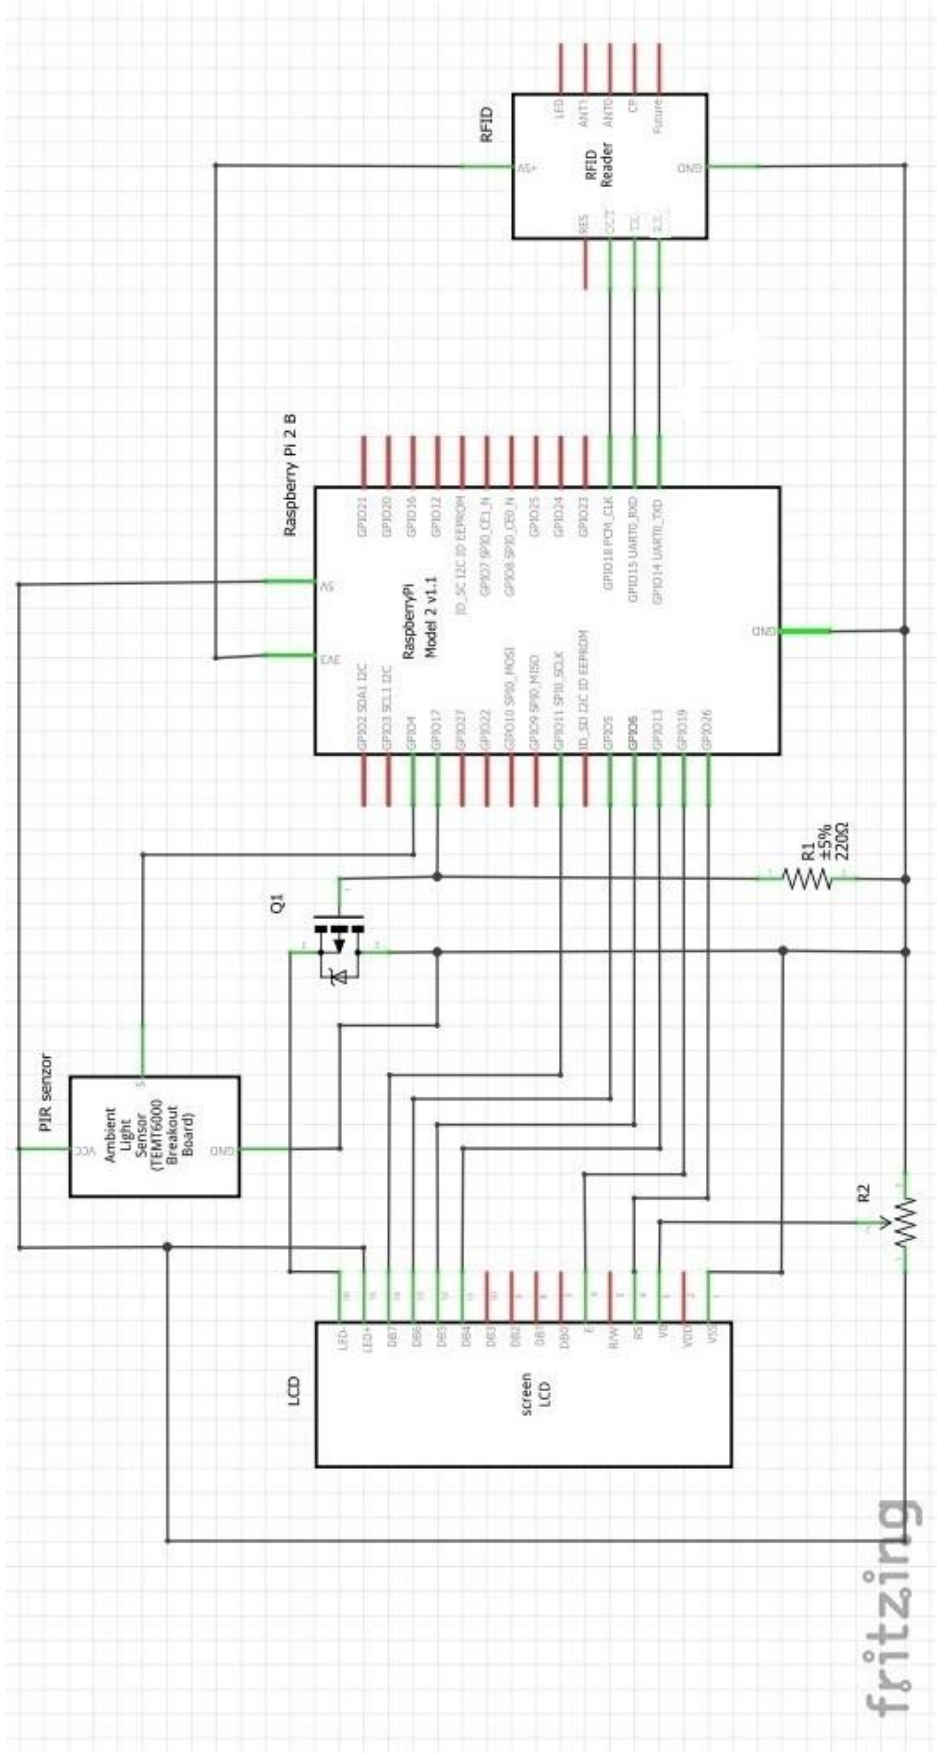 RFID
LED
ANT1
ANT0
CP
Future
RFID
Reader
+5V
GND
RES
Raspberry Pi 2 B
GPIO21
GPIO20
GPIO16
GPIO12
ID_SC I2C ID EEPROM
GPIO7 SPI0_CE1_N
GPIO8 SPI0_CE0_N
GPIO25
GPIO24
GPIO23
GPIO18 PCM_CLK
GPIO15 UART0_RXD
GPIO14 UART0_TXD
5V
3V3
RaspberryPi
Model 2 v1.1
GND
GPIO2 SDA1 I2C
GPIO3 SCL1 I2C
GPIO4
GPIO17
GPIO27
GPIO22
GPIO10 SPI0_MOSI
GPIO9 SPI0_MISO
GPIO11 SPI0_SCLK
ID_SD I2C ID EEPROM
GPIO5
GPIO6
GPIO13
GPIO19
GPIO26
R1
±5%
220Ω
Q1
PIR senzor
S
VCC
Ambient
Light
Sensor
(TEMT6000
Breakout
Board)
GND
R2
LCD
LED-
LED+
DB7
DB6
DB5
DB4
DB3
DB2
DB1
DB0
E
R/W
RS
VDD
VSS
screen
LCD
fritzing